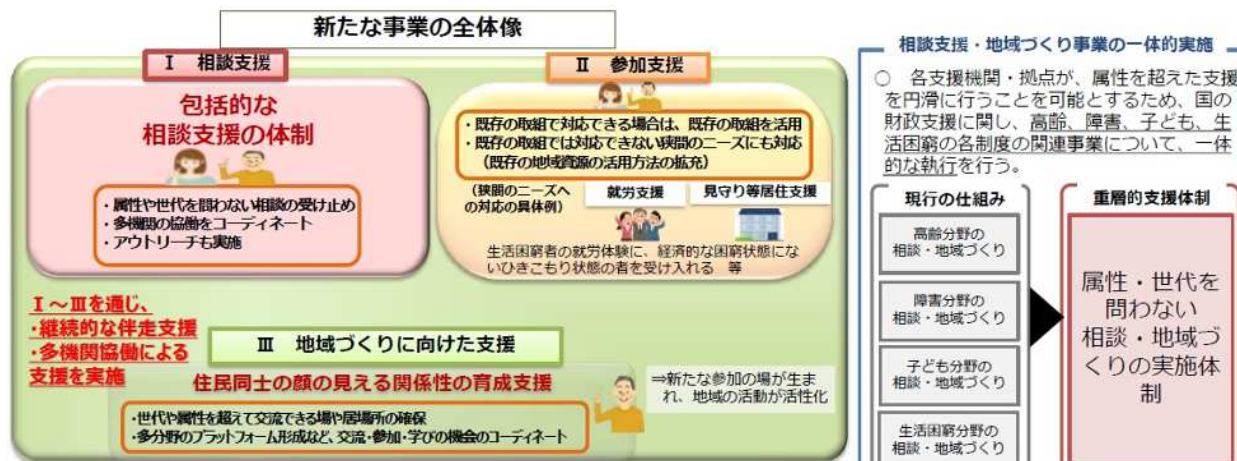 新たな事業の全体像
Ⅰ 相談支援
包括的な
相談支援の体制
・属性や世代を問わない相談の受け止め
・多機関の協働をコーディネート
・アウトリーチも実施
Ⅱ 参加支援
・既存の取組で対応できる場合は、既存の取組を活用
・既存の取組では対応できない狭間のニーズにも対応
（既存の地域資源の活用方法の拡充）
（狭間のニーズへ
の対応の具体例）
就労支援
見守り等居住支援
生活困窮者の就労体験に、経済的な困窮状態にな
いひきこもり状態の者を受け入れる 等
Ⅰ～Ⅲを通じ、
・継続的な伴走支援
・多機関協働による
支援を実施
Ⅲ 地域づくりに向けた支援
住民同士の顔の見える関係性の育成支援
・世代や属性を超えて交流できる場や居場所の確保
・多分野のプラットフォーム形成など、交流・参加・学びの機会のコーディネート
⇒新たな参加の場が生ま
れ、地域の活動が活性化
相談支援・地域づくり事業の一体的実施
○ 各支援機関・拠点が、属性を超えた支援
を円滑に行うことを可能とするため、国の
財政支援に関し、高齢、障害、子ども、生
活困窮の各制度の関連事業について、一体
的な執行を行う。
現行の仕組み
高齢分野の
相談・地域づくり
障害分野の
相談・地域づくり
子ども分野の
相談・地域づくり
生活困窮分野の
相談・地域づくり
重層的支援体制
属性・世代を
問わない
相談・地域づ
くりの実施体
制